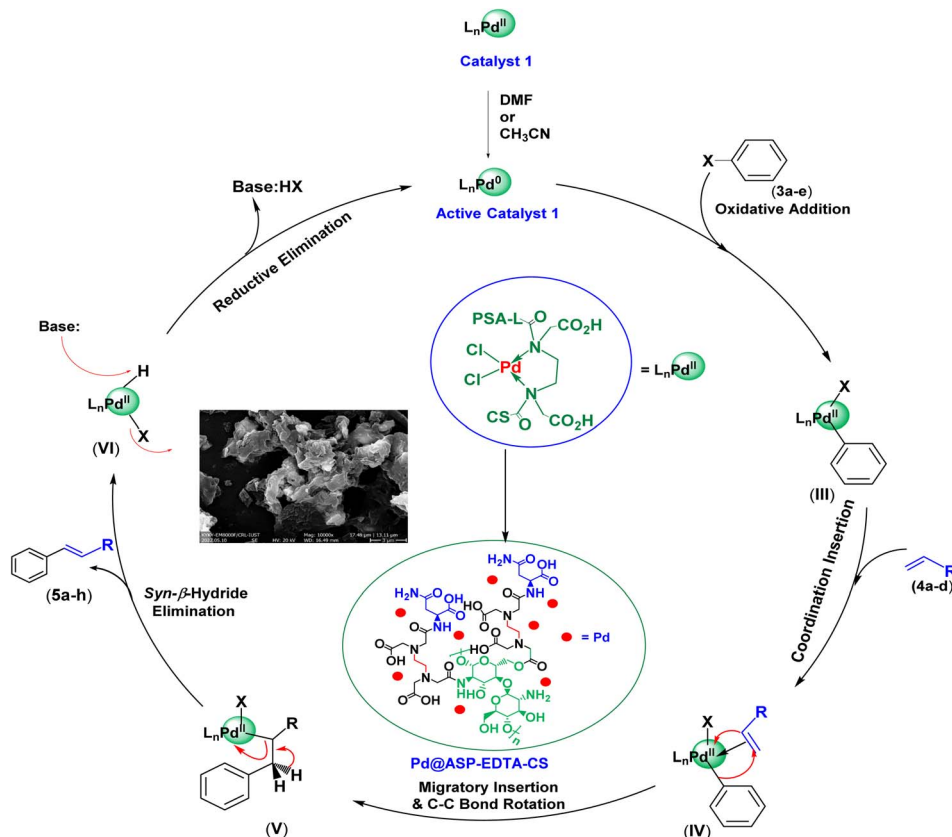 LnPdII
Catalyst 1
DMF
or
CH3CN
LnPd0
Active Catalyst 1
Base:HX
Reductive Elimination
X
(3a-e)
Oxidative Addition
PSA-L
O
CO2H
Cl
N
Pd
Cl
N
CS
O
CO2H
= LnPdII
Base:
H
LnPdII
X
(VI)
X
LnPdII
(III)
Coordination Insertion
R
(4a-d)
R
(5a-h)
Syn-β-Hydride
Elimination
H2N
O
OH
O
NH
O
HO
O
N
N
O
OH
O
OH
O
H2N
O
OH
O
NH
O
HO
O
N
HO
O
N
O
O
O
NH
HO
OH
O
O
NH2
OH
HO
O
OH
n
= Pd
Pd@ASP-EDTA-CS
Migratory Insertion
& C-C Bond Rotation
X
R
LnPdII
(IV)
X
R
LnPdII
H
H
(V)